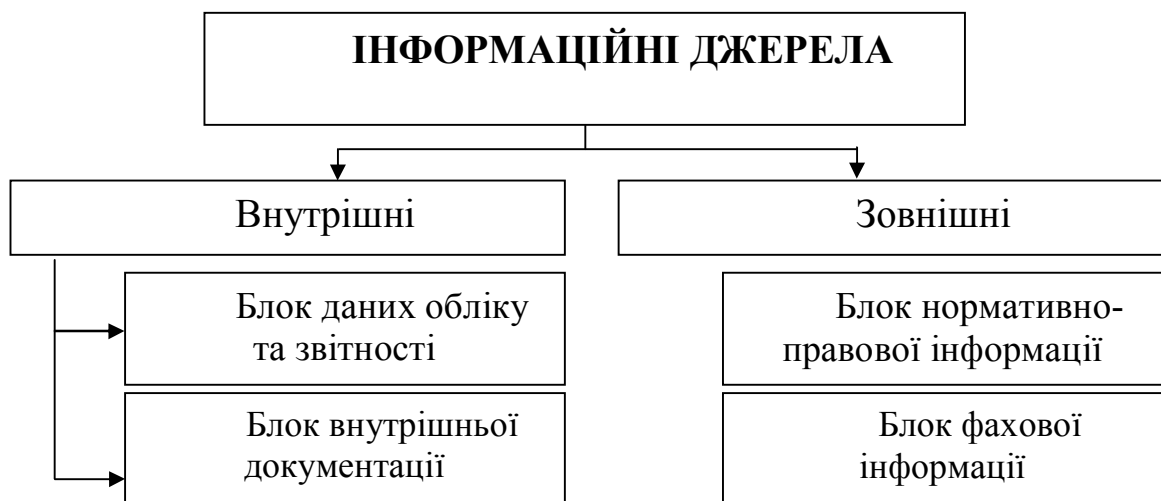 ІНФОРМАЦІЙНІ ДЖЕРЕЛА
Внутрішні
Зовнішні
Блок даних обліку
та звітності
Блок нормативно-
правової інформації
Блок внутрішньої
документації
Блок фахової
інформації